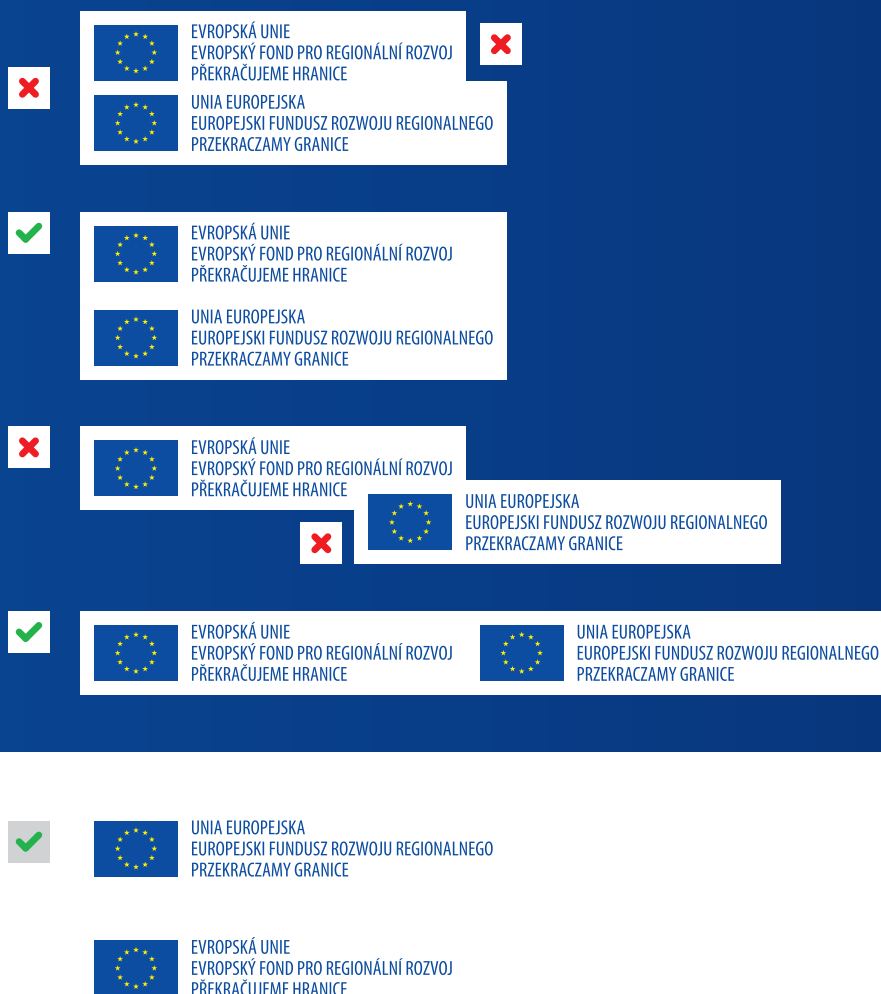 EVROPSKÁ UNIE
EVROPSKÝ FOND PRO REGIONÁLNÍ ROZVOJ
PŘEKRAČUJEME HRANICE
UNIA EUROPEJSKA
EUROPEJSKI FUNDUSZ ROZWOJU REGIONALNEGO
PRZEKRACZAMY GRANICE
EVROPSKÁ UNIE
EVROPSKÝ FOND PRO REGIONÁLNÍ ROZVOJ
PŘEKRAČUJEME HRANICE
UNIA EUROPEJSKA
EUROPEJSKI FUNDUSZ ROZWOJU REGIONALNEGO
PRZEKRACZAMY GRANICE
EVROPSKÁ UNIE
EVROPSKÝ FOND PRO REGIONÁLNÍ ROZVOJ
PŘEKRAČUJEME HRANICE
UNIA EUROPEJSKA
EUROPEJSKI FUNDUSZ ROZWOJU REGIONALNEGO
PRZEKRACZAMY GRANICE
EVROPSKÁ UNIE
EVROPSKÝ FOND PRO REGIONÁLNÍ ROZVOJ
PŘEKRAČUJEME HRANICE
UNIA EUROPEJSKA
EUROPEJSKI FUNDUSZ ROZWOJU REGIONALNEGO
PRZEKRACZAMY GRANICE
UNIA EUROPEJSKA
EUROPEJSKI FUNDUSZ ROZWOJU REGIONALNEGO
PRZEKRACZAMY GRANICE
EVROPSKÁ UNIE
EVROPSKÝ FOND PRO REGIONÁLNÍ ROZVOJ
PŘEKRAČUJEME HRANICE